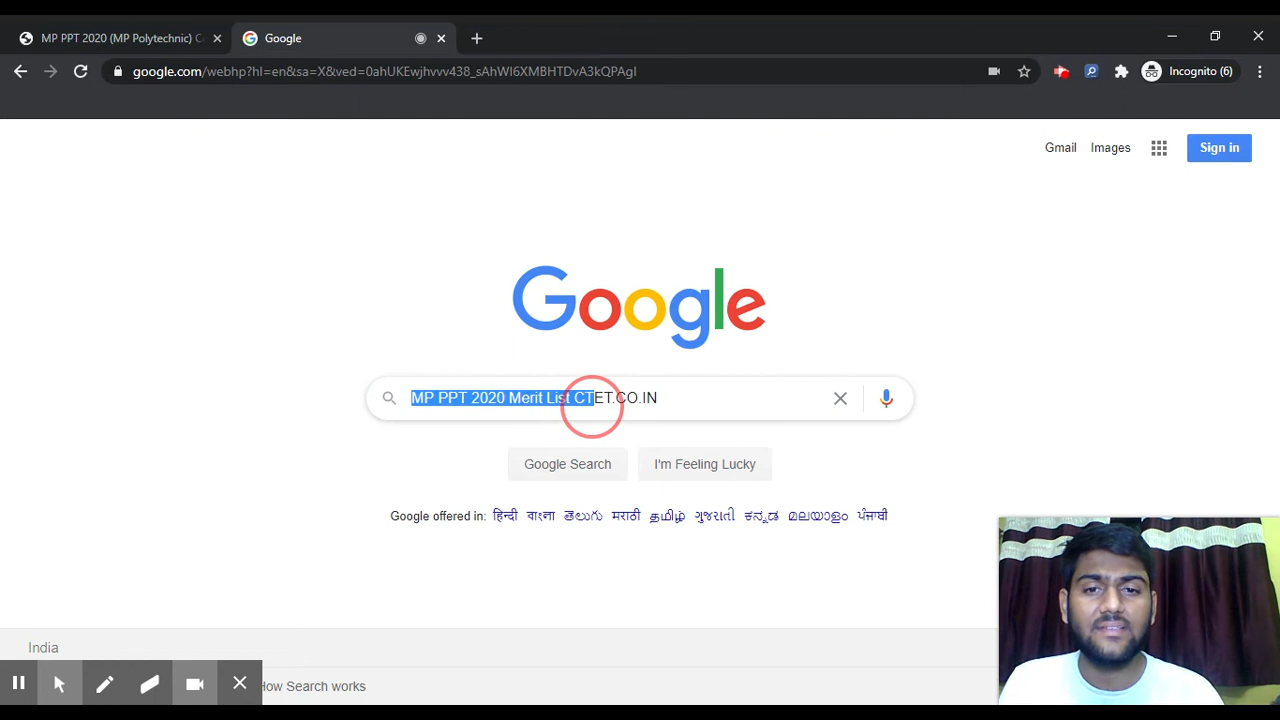 MP PPT 2020 (MP Polytechnic) C
Google
google.com/webhp?hl=en&sa=X&ved=0ahUKEwjhvvv438_sAhWI6XMBHTDvA3kQPAgI
Incognito (6)
Gmail Images Sign in
Google
MP PPT 2020 Merit List CTET.CO.IN
Google Search I'm Feeling Lucky
Google offered in: हिन्दी বাংলা తెలుగు मराठी தமிழ் ગુજરાતી ಕನ್ನಡ മലയാളം ਪੰਜਾਬੀ
India
How Search works